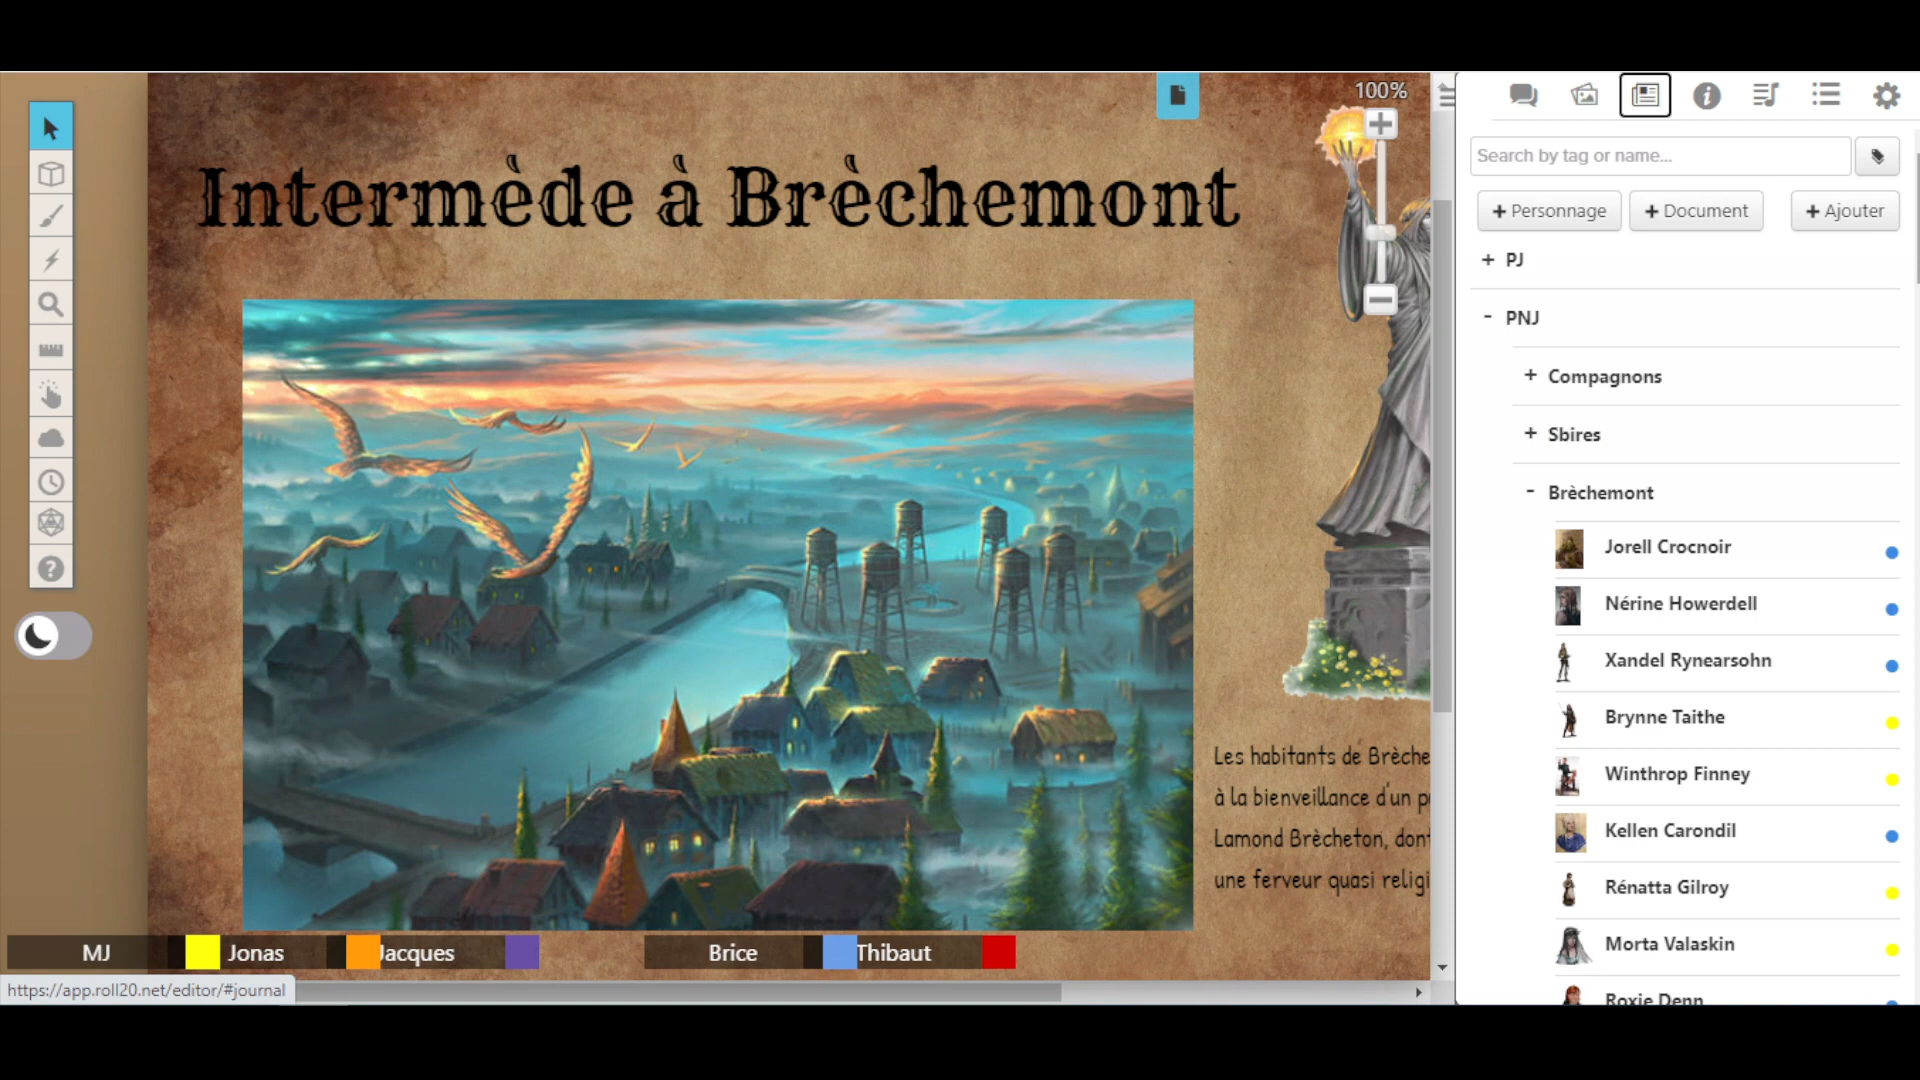 100%
Intermède à Brèchemont
Search by tag or name...
+ Personnage
+ Document
+ Ajouter
+ PJ
- PNJ
+ Compagnons
+ Sbires
- Brèchemont
Jorell Crocnoir
Nérine Howerdell
Xandel Rynearsohn
Brynne Taithe
Winthrop Finney
Kellen Carondil
Rénatta Gilroy
Morta Valaskin
Roxie Denn
Les habitants de Brèche
à la bienveillance d'un p
Lamond Brècheton, dont
une ferveur quasi religi
MJ
Jonas
Jacques
Brice
Thibaut
https://app.roll20.net/editor/#journal